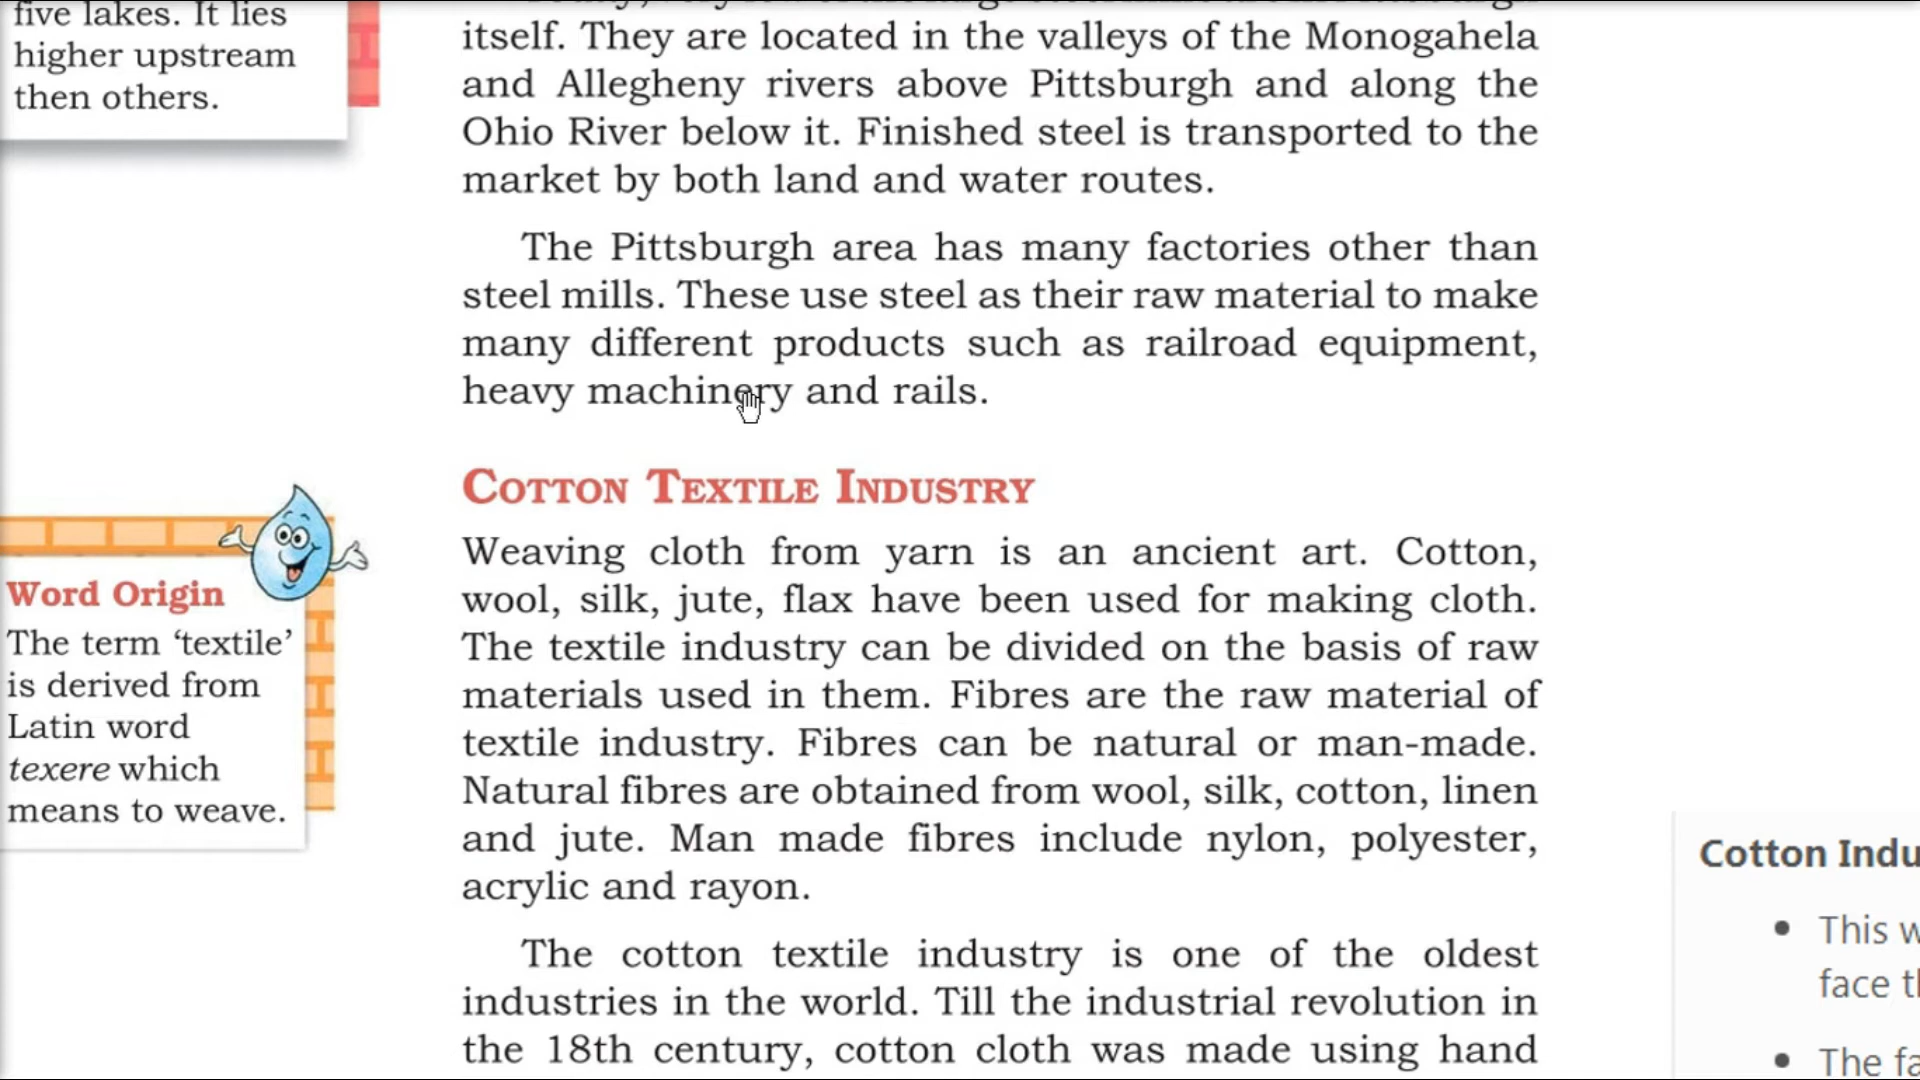 five lakes. It lies
higher upstream
then others.
itself. They are located in the valleys of the Monogahela
and Allegheny rivers above Pittsburgh and along the
Ohio River below it. Finished steel is transported to the
market by both land and water routes.
The Pittsburgh area has many factories other than
steel mills. These use steel as their raw material to make
many different products such as railroad equipment,
heavy machinery and rails.
COTTON TEXTILE INDUSTRY
Weaving cloth from yarn is an ancient art. Cotton,
wool, silk, jute, flax have been used for making cloth.
The textile industry can be divided on the basis of raw
materials used in them. Fibres are the raw material of
textile industry. Fibres can be natural or man-made.
Natural fibres are obtained from wool, silk, cotton, linen
and jute. Man made fibres include nylon, polyester,
acrylic and rayon.
The cotton textile industry is one of the oldest
industries in the world. Till the industrial revolution in
the 18th century, cotton cloth was made using hand
Word Origin
The term ‘textile’
is derived from
Latin word
texere which
means to weave.
Cotton Indu
• This w
face th
• The fa